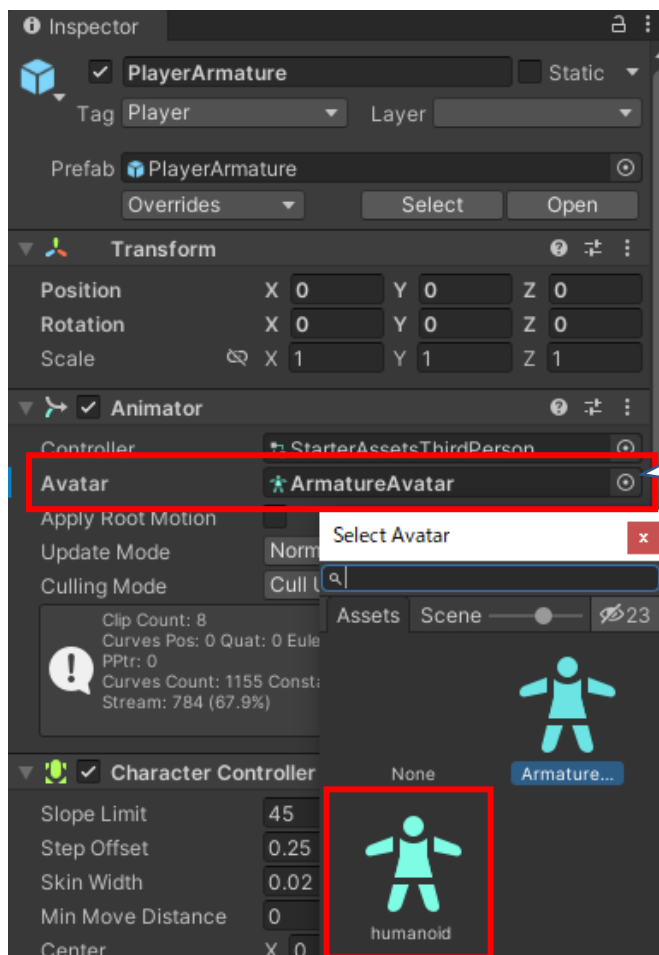 Inspector
PlayerArmature Static
Tag Player Layer
Prefab PlayerArmature
Overrides Select Open
Transform
Position X 0 Y 0 Z 0
Rotation X 0 Y 0 Z 0
Scale X 1 Y 1 Z 1
Animator
Controller StarterAssetsThirdPerson
Avatar ArmatureAvatar
Apply Root Motion
Update Mode Norm
Culling Mode Cull
Clip Count: 8
Curves Pos: 0 Quat: 0 Eule
PPtr: 0
Curves Count: 1155 Consta
Stream: 784 (67.9%)
Select Avatar
x
Assets Scene 23
None Armature...
humanoid
Character Controller
Slope Limit 45
Step Offset 0.25
Skin Width 0.02
Min Move Distance 0
Center X 0